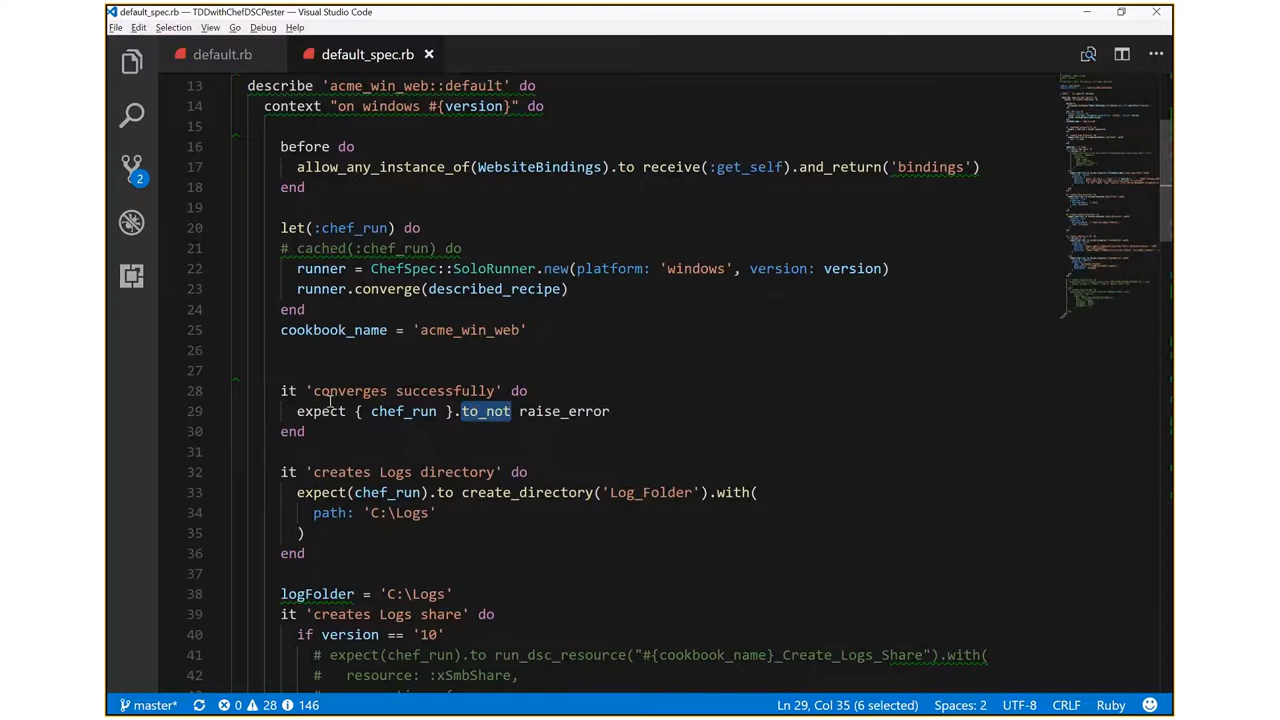 default_spec.rb — TDDwithChefDSCPester — Visual Studio Code
File Edit Selection View Go Debug Help
default.rb default_spec.rb
13 describe 'acme_win_web::default' do
14 context "on windows #{version}" do
15
16 before do
17 allow_any_instance_of(WebsiteBindings).to receive(:get_self).and_return('bindings')
18 end
19
20 let(:chef_run) do
21 # cached(:chef_run) do
22 runner = ChefSpec::SoloRunner.new(platform: 'windows', version: version)
23 runner.converge(described_recipe)
24 end
25 cookbook_name = 'acme_win_web'
26
27
28 it 'converges successfully' do
29 expect { chef_run }.to_not raise_error
30 end
31
32 it 'creates Logs directory' do
33 expect(chef_run).to create_directory('Log_Folder').with(
34 path: 'C:\Logs'
35 )
36 end
37
38 logFolder = 'C:\Logs'
39 it 'creates Logs share' do
40 if version == '10'
41 # expect(chef_run).to run_dsc_resource("#{cookbook_name}_Create_Logs_Share").with(
42 # resource: :xSmbShare,
2
master* 0 28 146 Ln 29, Col 35 (6 selected) Spaces: 2 UTF-8 CRLF Ruby